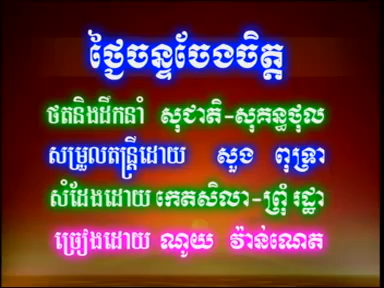 ថ្ងៃចន្ទចែងចិត្ត
ថតនិងដឹកនាំ សុជាតិ-សុគន្ធថុល
សម្រួលតន្ត្រីដោយ សួង ពុទ្រា
សំដែងដោយ កេតសិលា-ព្រុំ រដ្ឋា
ច្រៀងដោយ ណូយ វ៉ាន់ណេត